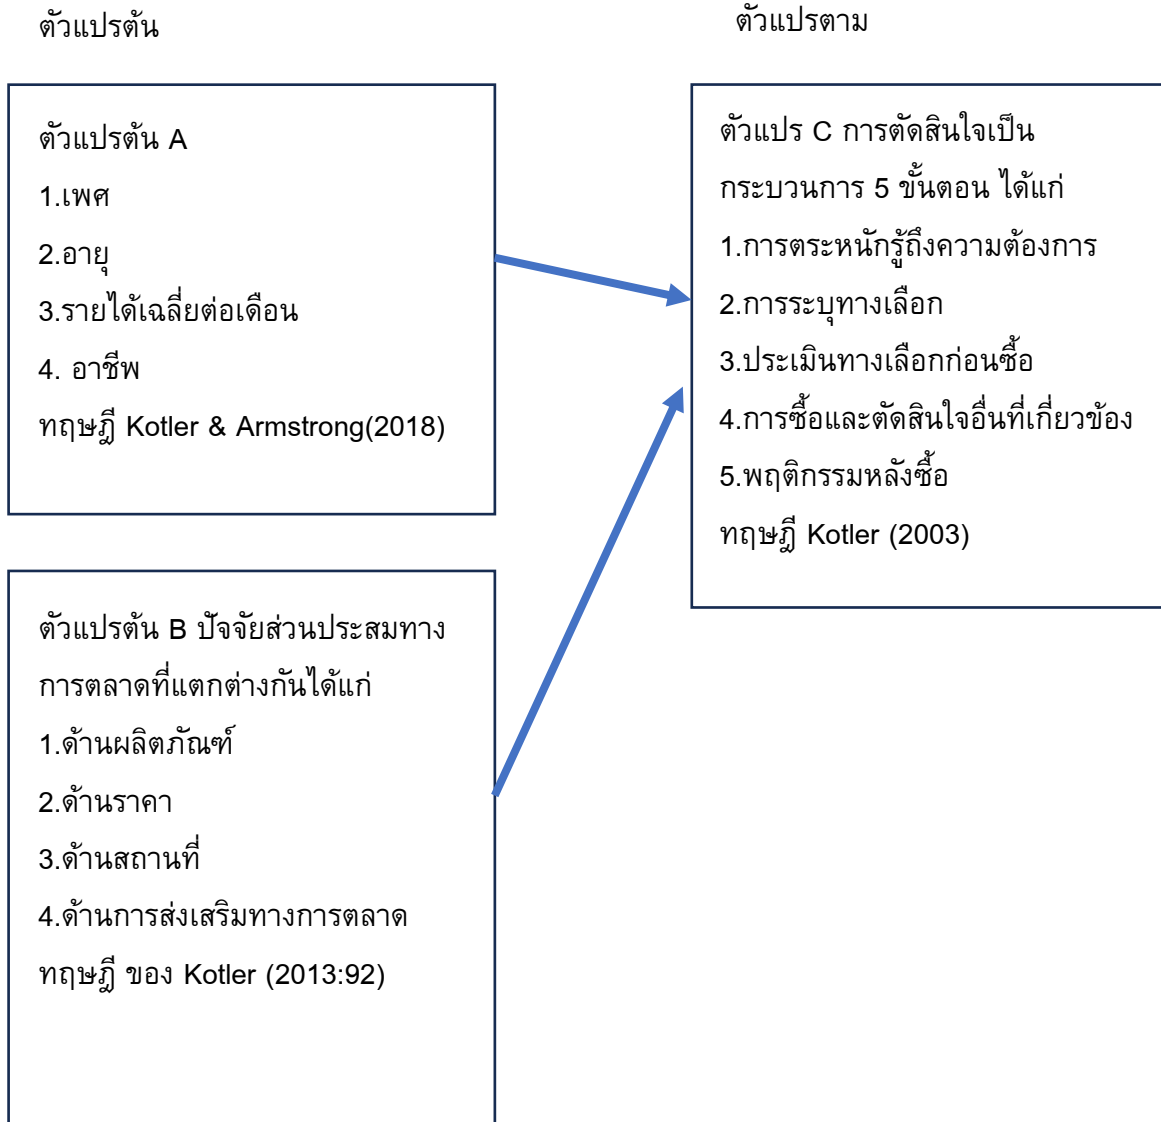 ตัวแปรต้น
ตัวแปรตาม
ตัวแปรต้น A
1.เพศ
2.อายุ
3.รายได้เฉลี่ยต่อเดือน
4. อาชีพ
ทฤษฎี Kotler & Armstrong(2018)
ตัวแปร C การตัดสินใจเป็น
กระบวนการ 5 ขั้นตอน ได้แก่
1.การตระหนักรู้ถึงความต้องการ
2.การระบุทางเลือก
3.ประเมินทางเลือกก่อนซื้อ
4.การซื้อและตัดสินใจอื่นที่เกี่ยวข้อง
5.พฤติกรรมหลังซื้อ
ทฤษฎี Kotler (2003)
ตัวแปรต้น B ปัจจัยส่วนประสมทาง
การตลาดที่แตกต่างกันได้แก่
1.ด้านผลิตภัณฑ์
2.ด้านราคา
3.ด้านสถานที่
4.ด้านการส่งเสริมทางการตลาด
ทฤษฎี ของ Kotler (2013:92)